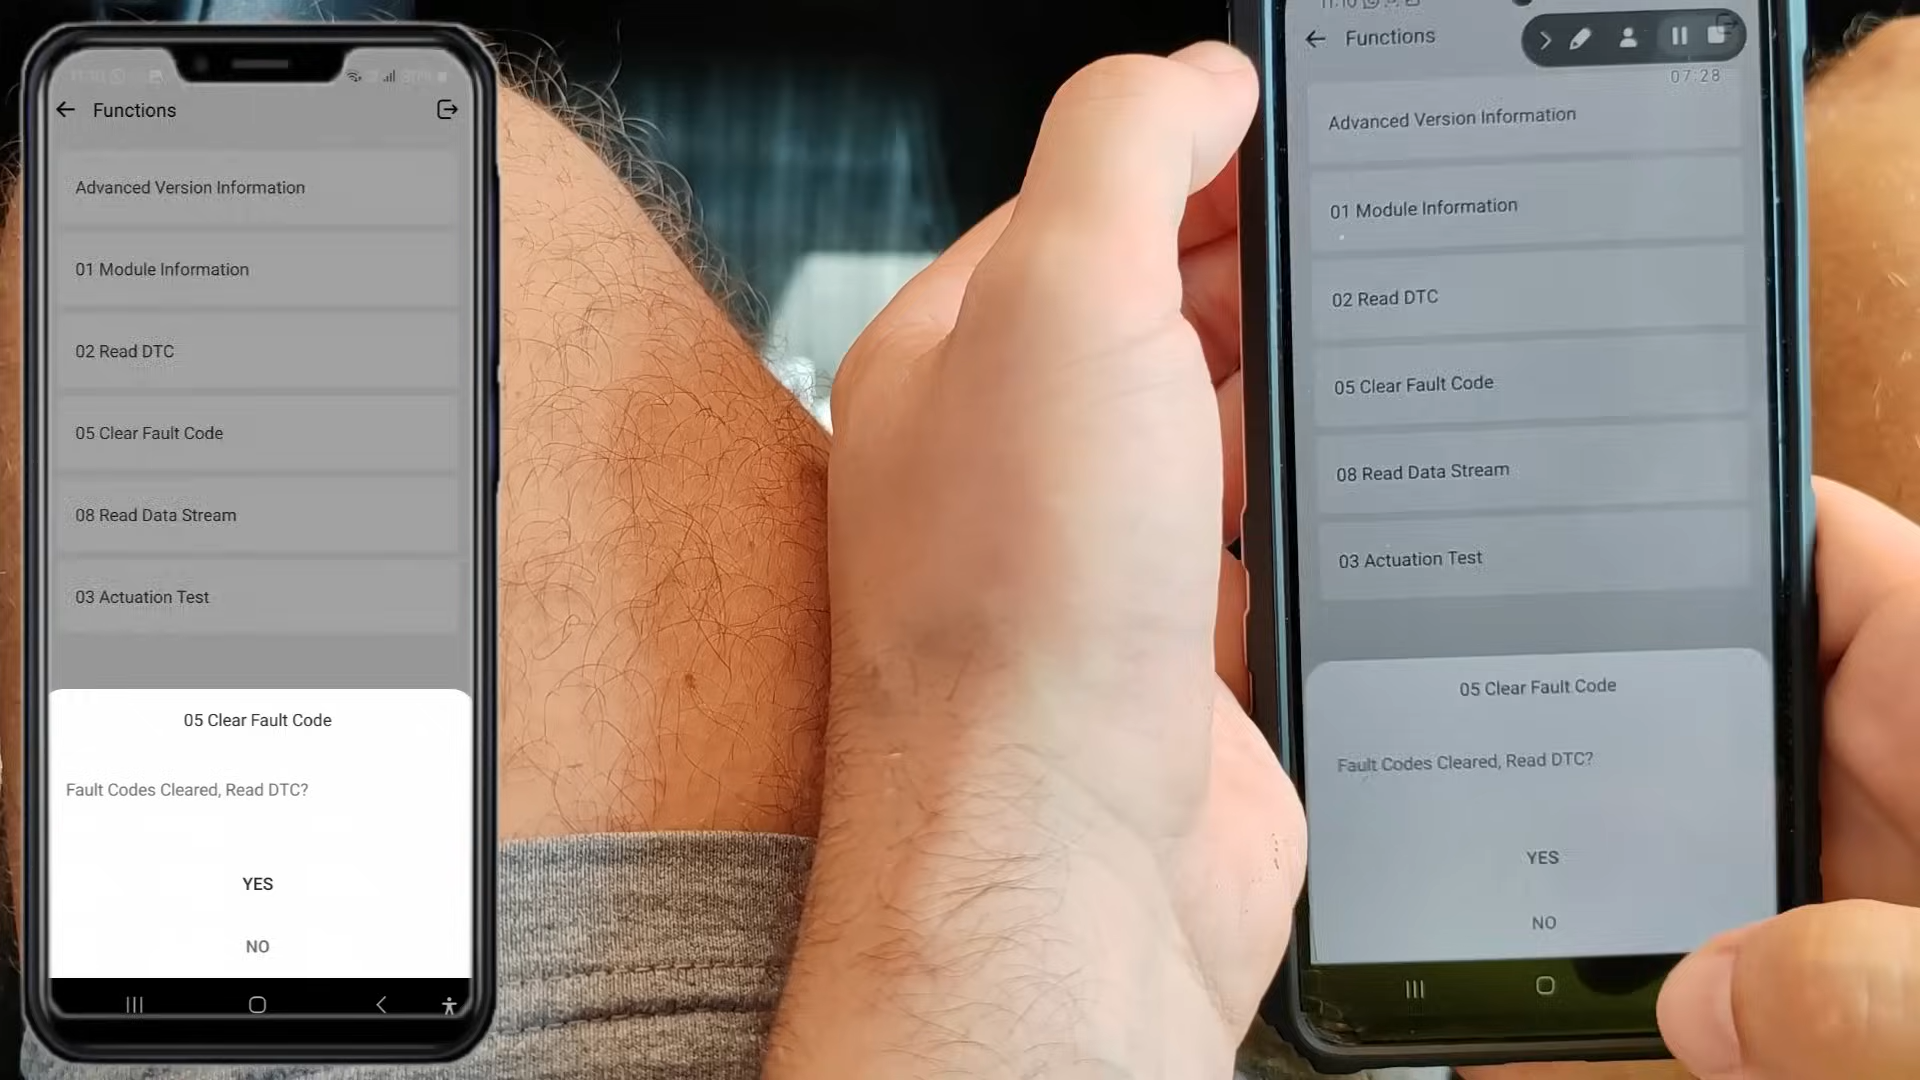 Functions
Advanced Version Information
01 Module Information
02 Read DTC
05 Clear Fault Code
08 Read Data Stream
03 Actuation Test
05 Clear Fault Code
Fault Codes Cleared, Read DTC?
YES
NO
Functions
07:28
Advanced Version Information
01 Module Information
02 Read DTC
05 Clear Fault Code
08 Read Data Stream
03 Actuation Test
05 Clear Fault Code
Fault Codes Cleared, Read DTC?
YES
NO